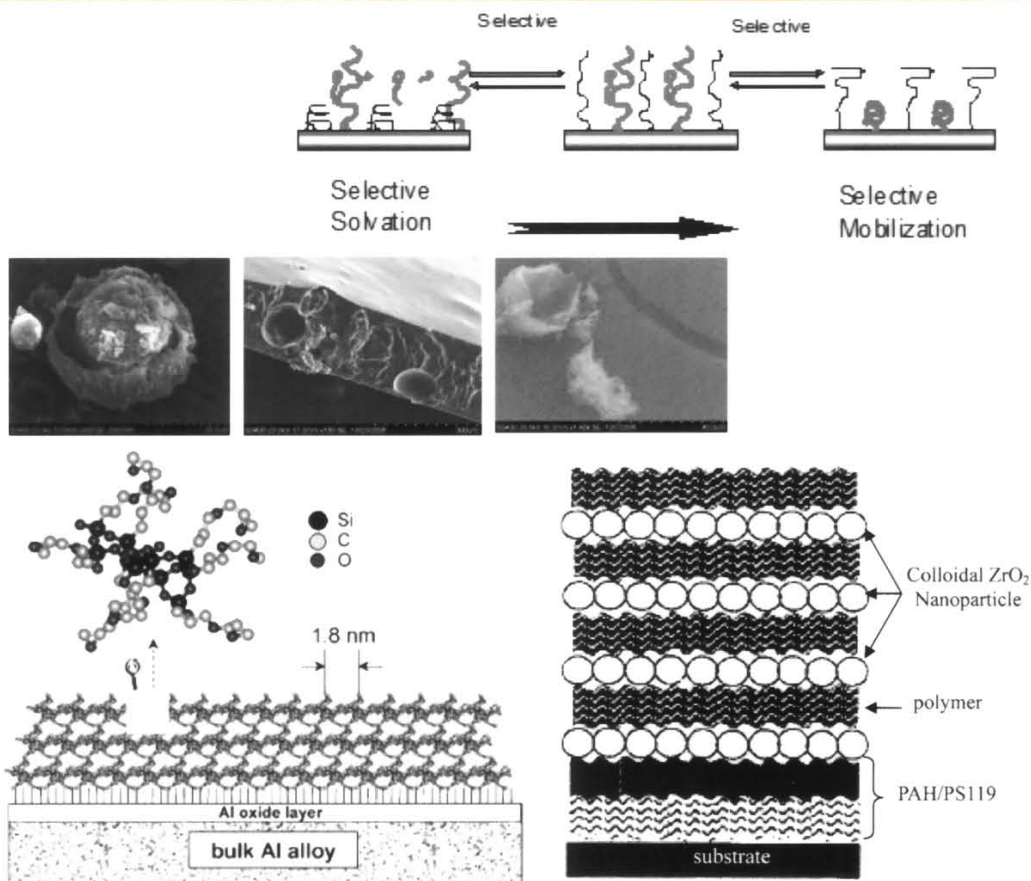 Selective
Selective
Selective
Solvation
Selective
Mobilization
Si
C
O
1.8 nm
Al oxide layer
bulk Al alloy
Colloidal ZrO₂
Nanoparticle
polymer
PAH/PS119
substrate